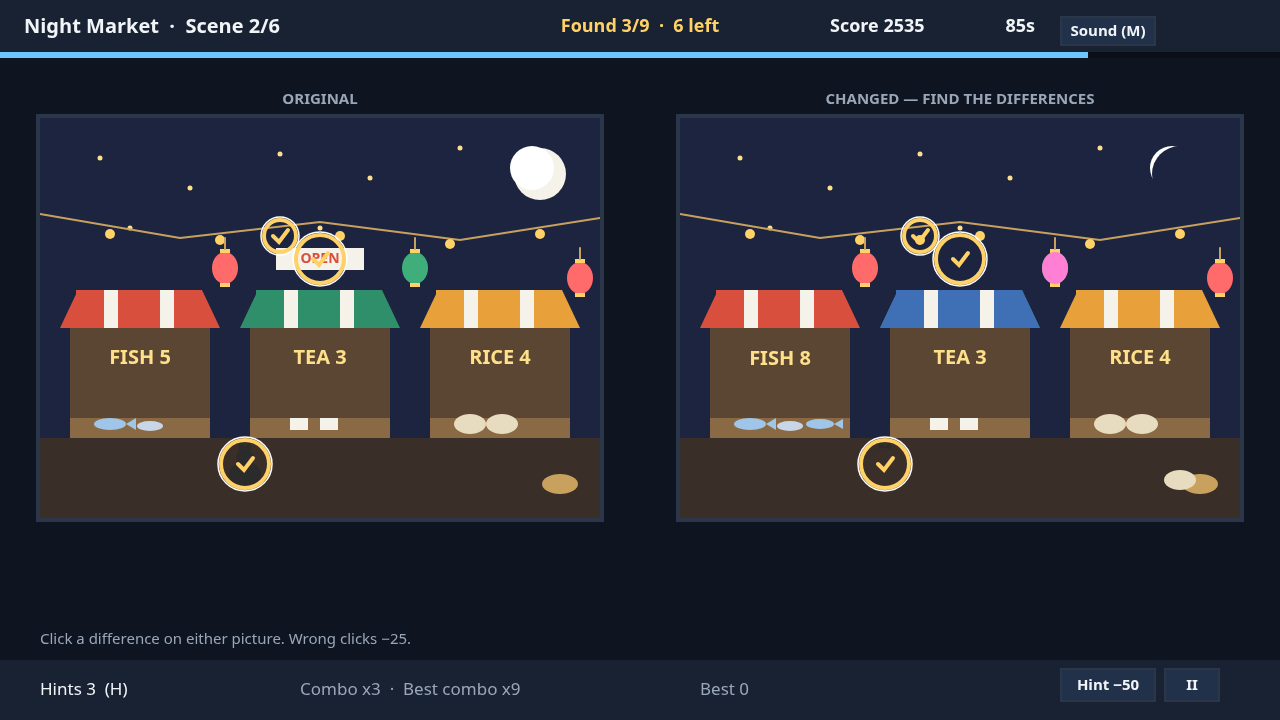 Night Market · Scene 2/6
Found 3/9 · 6 left
Score 2535
85s
Sound (M)
ORIGINAL
CHANGED — FIND THE DIFFERENCES
OPEN
FISH 5
TEA 3
RICE 4
FISH 8
TEA 3
RICE 4
Click a difference on either picture. Wrong clicks −25.
Hints 3 (H)
Combo x3 · Best combo x9
Best 0
Hint −50
II